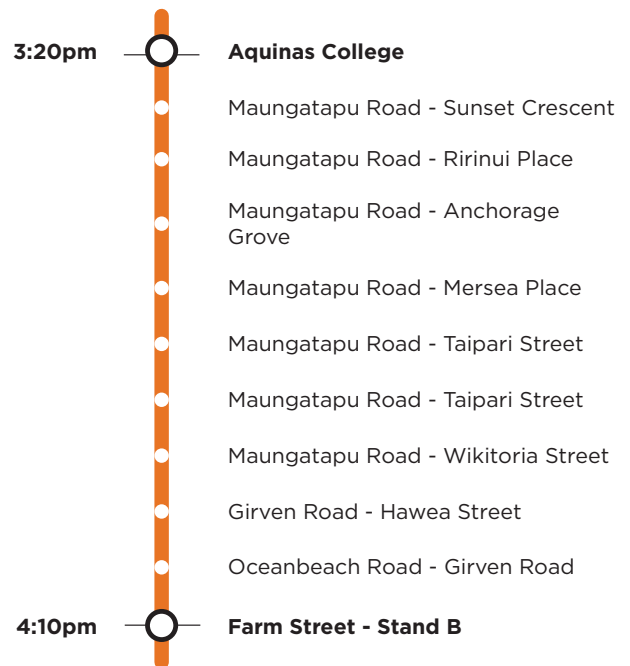 3:20pm Aquinas College
Maungatapu Road - Sunset Crescent
Maungatapu Road - Ririnui Place
Maungatapu Road - Anchorage
Grove
Maungatapu Road - Mersea Place
Maungatapu Road - Taipari Street
Maungatapu Road - Taipari Street
Maungatapu Road - Wikitoria Street
Girven Road - Hawea Street
Oceanbeach Road - Girven Road
4:10pm Farm Street - Stand B